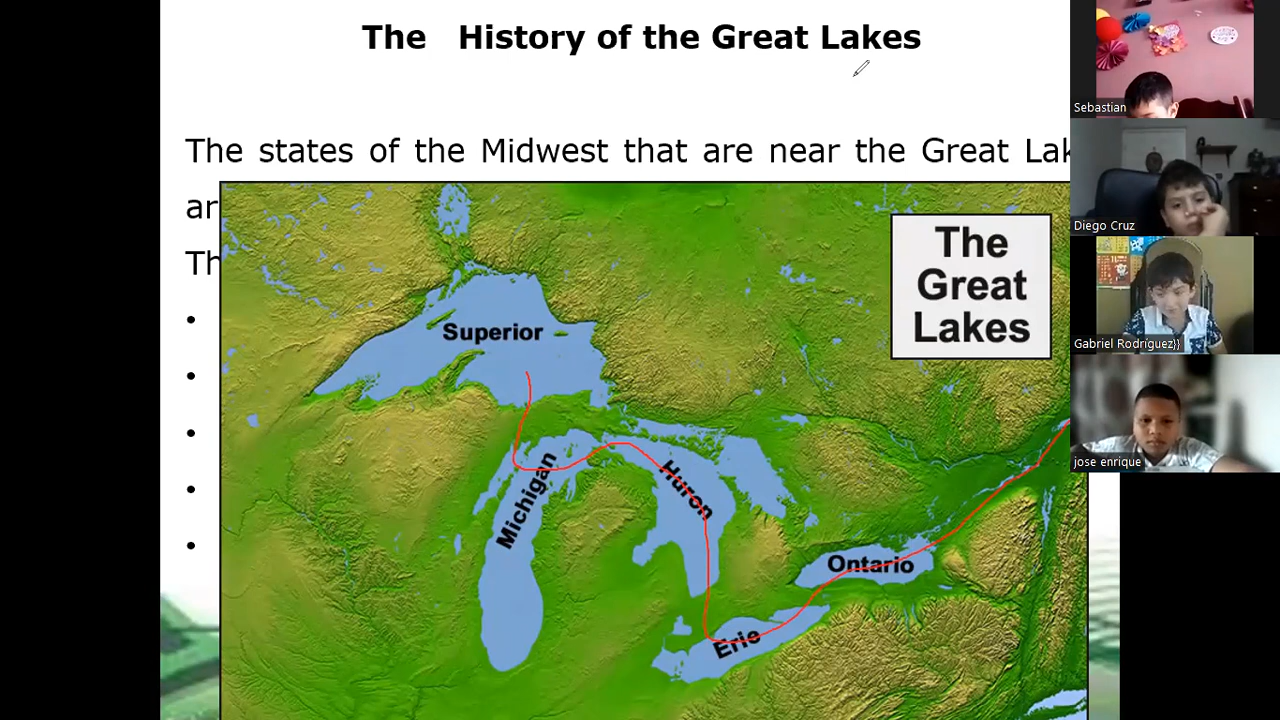 The History of the Great Lakes
The states of the Midwest that are near the Great Lak
ar
Th
•
•
•
•
•
The
Great
Lakes
Superior
Michigan
Huron
Ontario
Erie
Sebastian
Diego Cruz
Gabriel Rodríguez}}
jose enrique